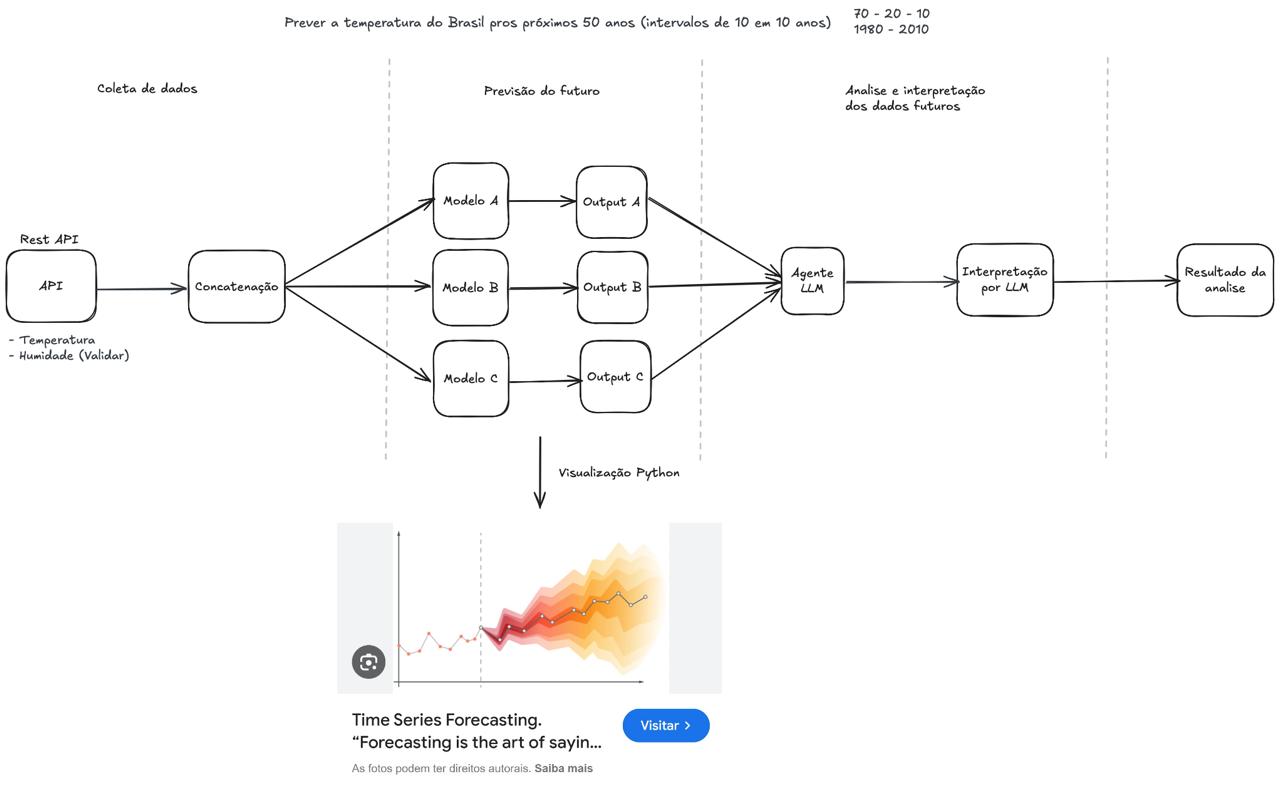 Prever a temperatura do Brasil pros próximos 50 anos (intervalos de 10 em 10 anos)
70 - 20 - 10
1980 - 2010
Coleta de dados
Previsão do futuro
Analise e interpretação
dos dados futuros
Rest API
API
- Temperatura
- Humidade (Validar)
Concatenação
Modelo A
Output A
Modelo B
Output B
Modelo C
Output C
Agente
LLM
Interpretação
por LLM
Resultado da
analise
Visualização Python
Time Series Forecasting.
“Forecasting is the art of sayin...
Visitar
As fotos podem ter direitos autorais. Saiba mais